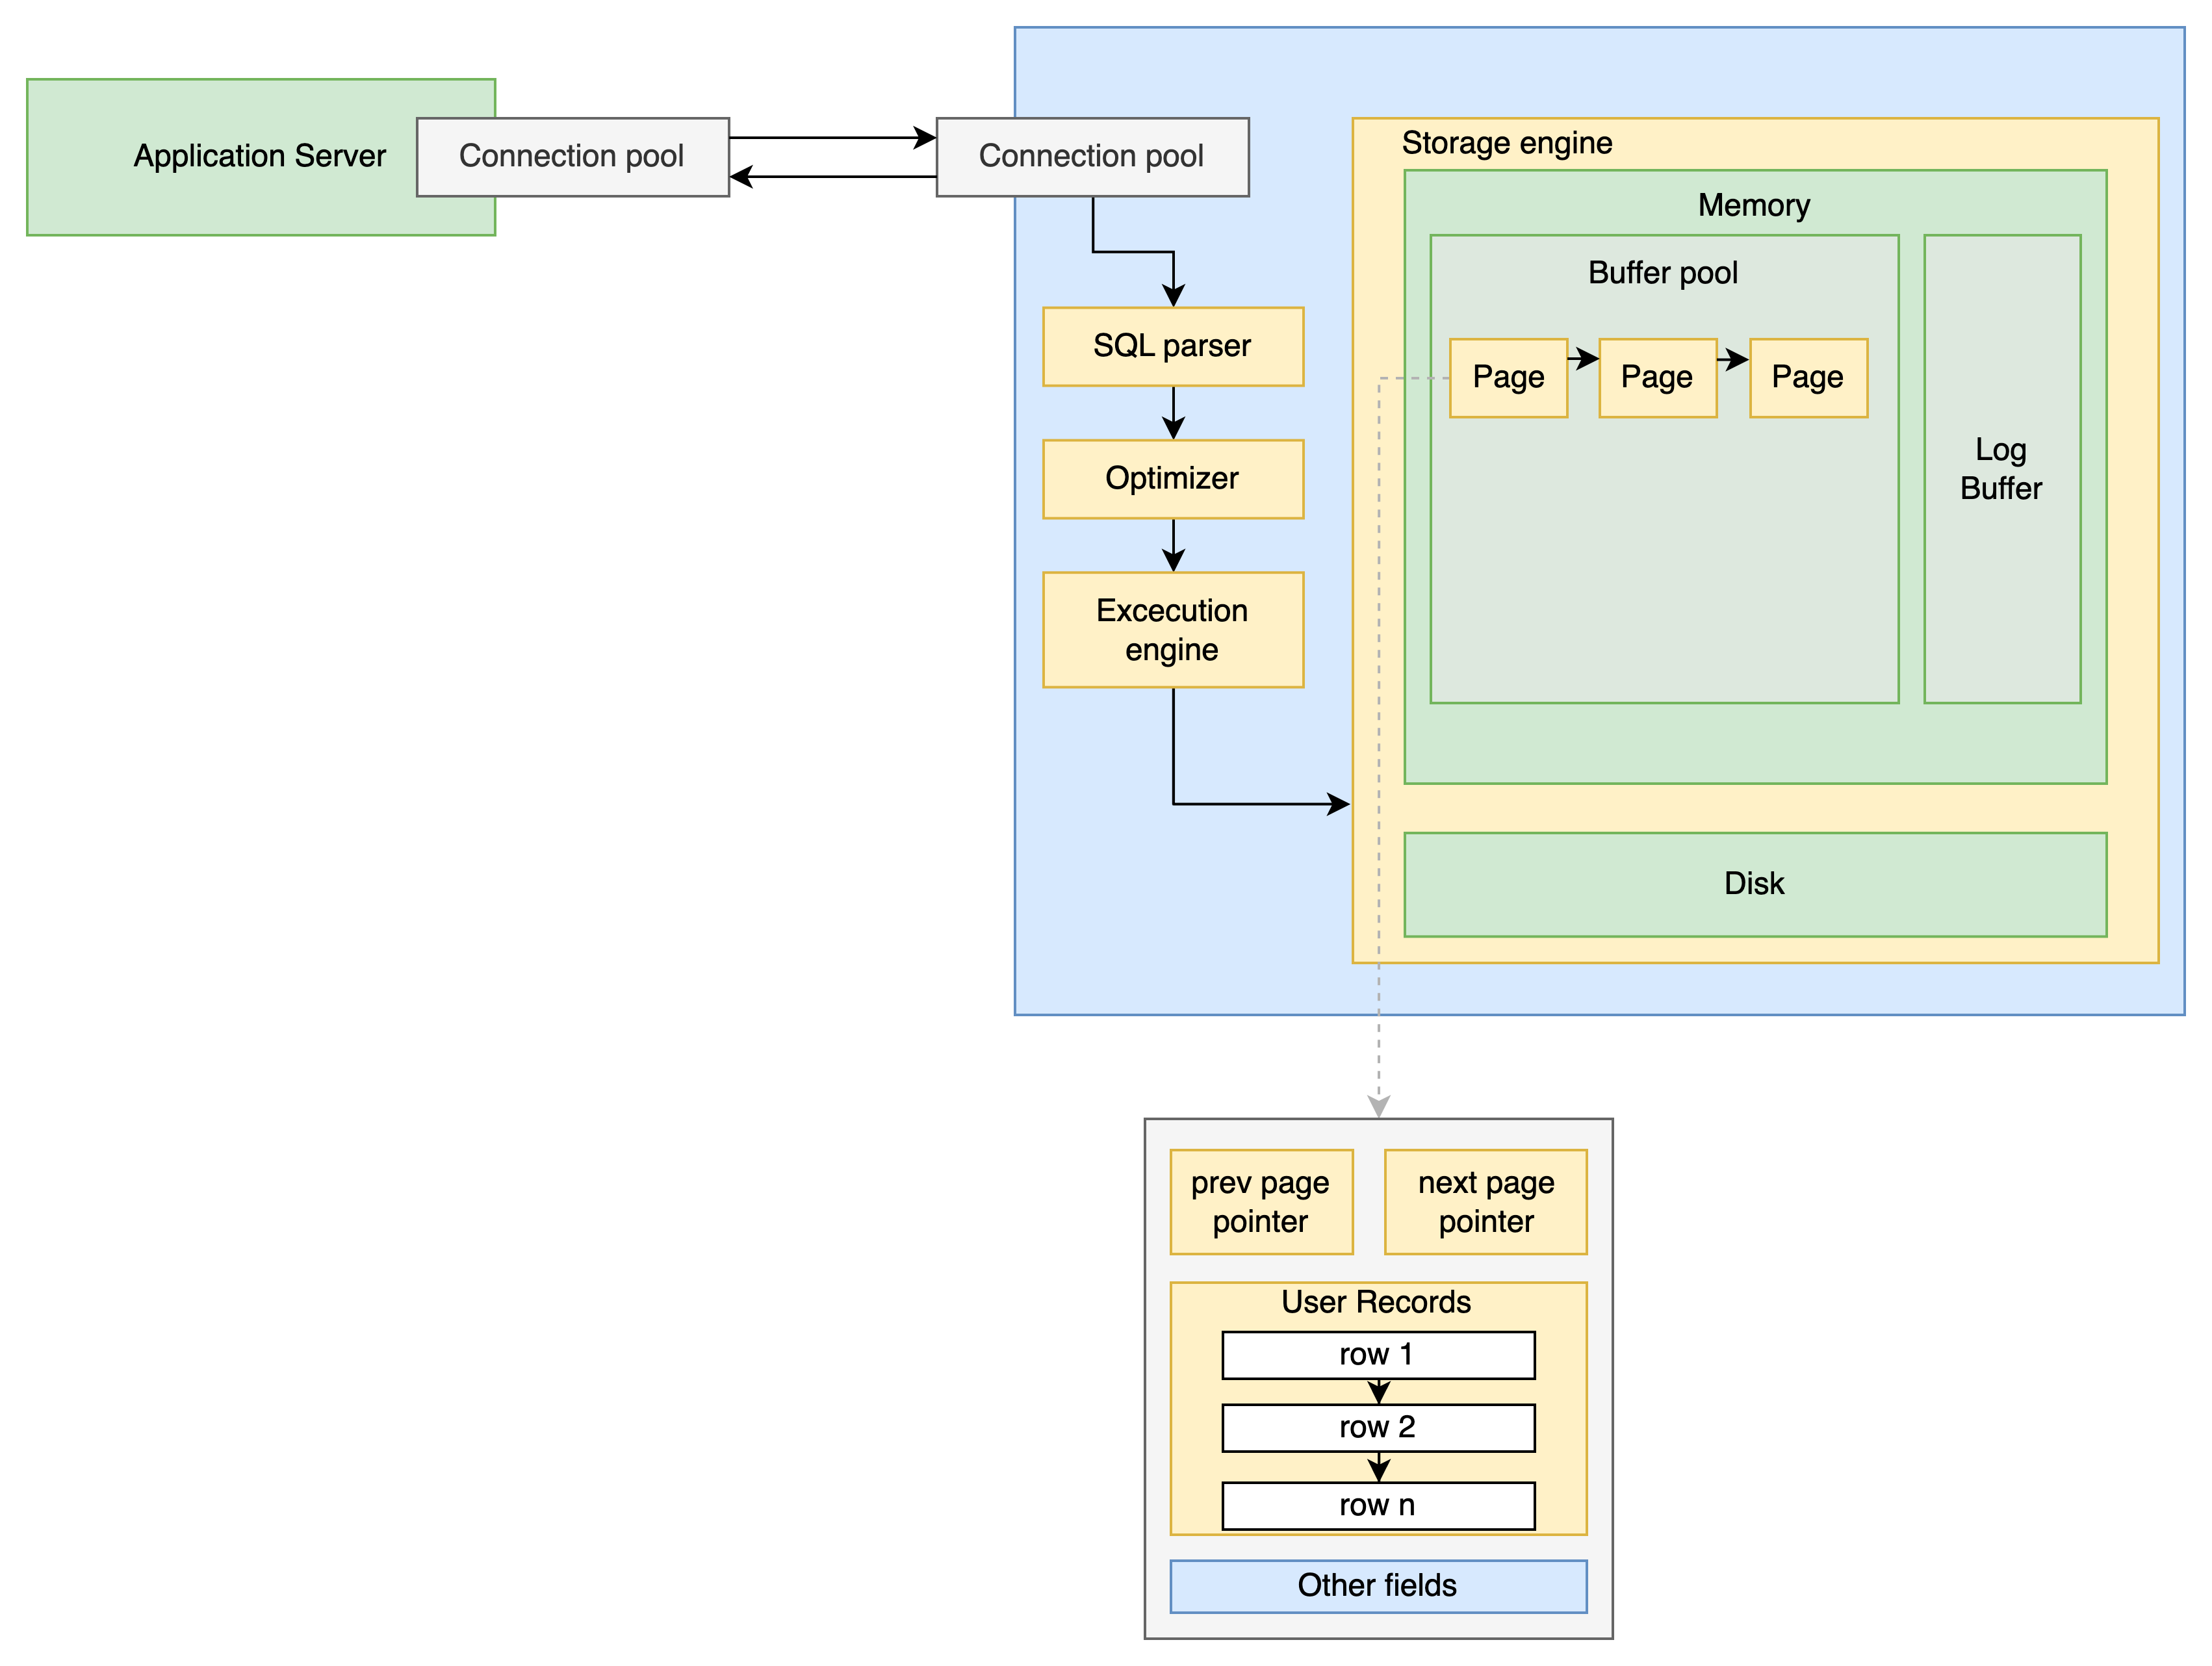 Application Server
Connection pool
Connection pool
SQL parser
Optimizer
Excecution
engine
Storage engine
Memory
Buffer pool
Page
Page
Page
Log
Buffer
Disk
prev page
pointer
next page
pointer
User Records
row 1
row 2
row n
Other fields